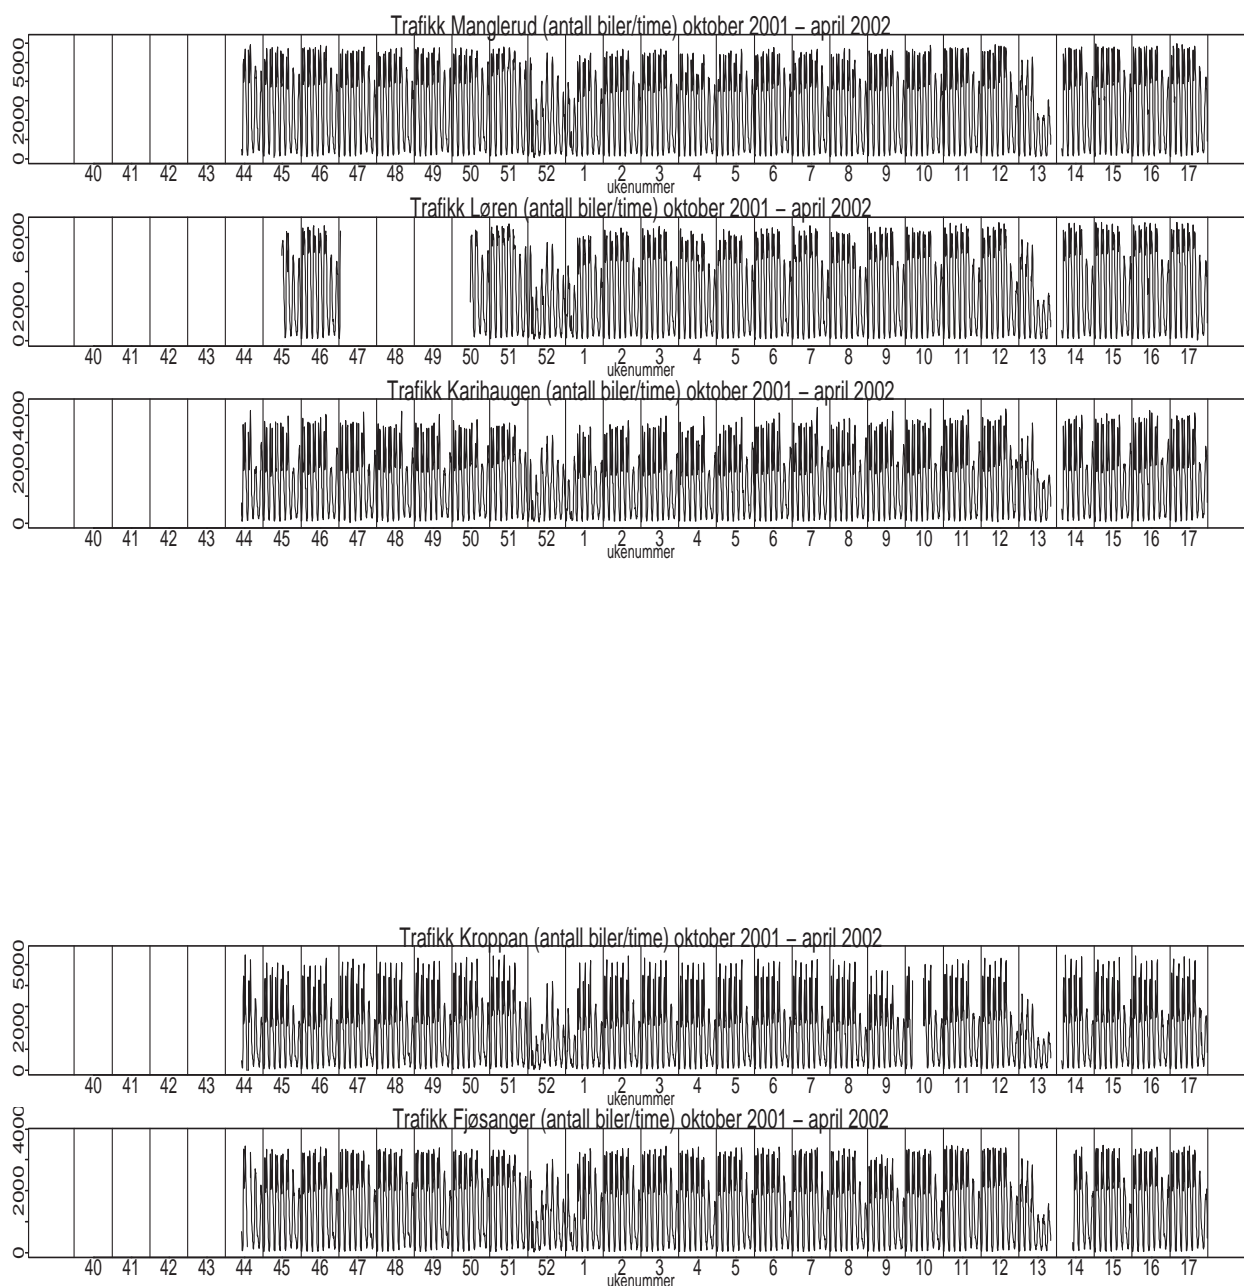 Trafikk Manglerud (antall biler/time) oktober 2001 – april 2002
0 2000 5000
40 41 42 43 44 45 46 47 48 49 50 51 52 1 2 3 4 5 6 7 8 9 10 11 12 13 14 15 16 17
ukenummer
Trafikk Løren (antall biler/time) oktober 2001 – april 2002
0 2000 6000
40 41 42 43 44 45 46 47 48 49 50 51 52 1 2 3 4 5 6 7 8 9 10 11 12 13 14 15 16 17
ukenummer
Trafikk Karihaugen (antall biler/time) oktober 2001 – april 2002
0 2000 4000
40 41 42 43 44 45 46 47 48 49 50 51 52 1 2 3 4 5 6 7 8 9 10 11 12 13 14 15 16 17
ukenummer
Trafikk Kroppan (antall biler/time) oktober 2001 – april 2002
0 2000 5000
40 41 42 43 44 45 46 47 48 49 50 51 52 1 2 3 4 5 6 7 8 9 10 11 12 13 14 15 16 17
ukenummer
Trafikk Fjøsanger (antall biler/time) oktober 2001 – april 2002
0 2000 4000
40 41 42 43 44 45 46 47 48 49 50 51 52 1 2 3 4 5 6 7 8 9 10 11 12 13 14 15 16 17
ukenummer